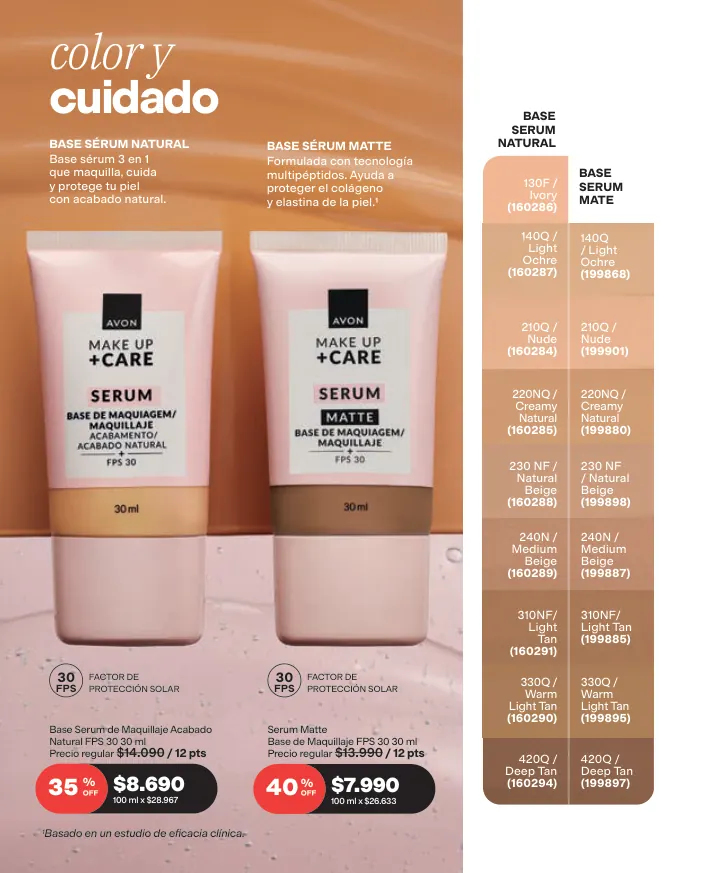 color y
cuidado
BASE SÉRUM NATURAL
Base sérum 3 en 1
que maquilla, cuida
y protege tu piel
con acabado natural.
BASE SÉRUM MATTE
Formulada con tecnología
multipéptidos. Ayuda a
proteger el colágeno
y elastina de la piel.¹
AVON
MAKE UP
+CARE
SERUM
BASE DE MAQUIAGEM/
MAQUILLAJE
ACABAMENTO/
ACABADO NATURAL
+
FPS 30
30 ml
AVON
MAKE UP
+CARE
SERUM
MATTE
BASE DE MAQUIAGEM/
MAQUILLAJE
+
FPS 30
30 ml
30
FPS
FACTOR DE
PROTECCIÓN SOLAR
30
FPS
FACTOR DE
PROTECCIÓN SOLAR
Base Serum de Maquillaje Acabado
Natural FPS 30 30 ml
Precio regular $14.090 / 12 pts
35 % OFF
$8.690
100 ml x $28.967
Serum Matte
Base de Maquillaje FPS 30 30 ml
Precio regular $13.990 / 12 pts
40 % OFF
$7.990
100 ml x $26.633
¹Basado en un estudio de eficacia clínica.
BASE
SERUM
NATURAL
130F /
Ivory
(160286)
140Q /
Light
Ochre
(160287)
210Q /
Nude
(160284)
220NQ /
Creamy
Natural
(160285)
230 NF /
Natural
Beige
(160288)
240N /
Medium
Beige
(160289)
310NF/
Light
Tan
(160291)
330Q /
Warm
Light Tan
(160290)
420Q /
Deep Tan
(160294)
BASE
SERUM
MATE
140Q
/ Light
Ochre
(199868)
210Q /
Nude
(199901)
220NQ /
Creamy
Natural
(199880)
230 NF
/ Natural
Beige
(199898)
240N /
Medium
Beige
(199887)
310NF/
Light Tan
(199885)
330Q /
Warm
Light Tan
(199895)
420Q /
Deep Tan
(199897)